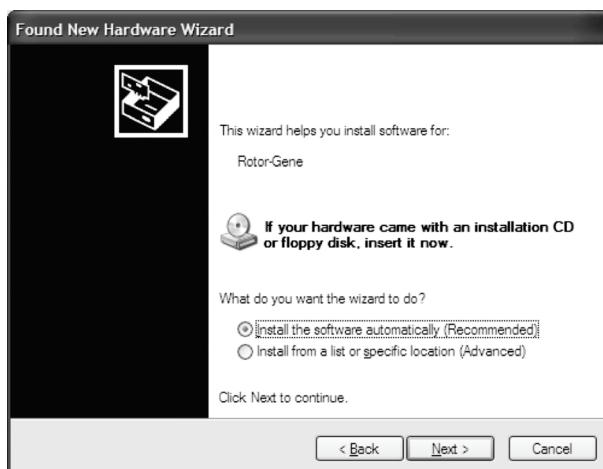 Found New Hardware Wizard
This wizard helps you install software for:
Rotor-Gene
If your hardware came with an installation CD
or floppy disk, insert it now.
What do you want the wizard to do?
Install the software automatically (Recommended)
Install from a list or specific location (Advanced)
Click Next to continue.
< Back Next > Cancel